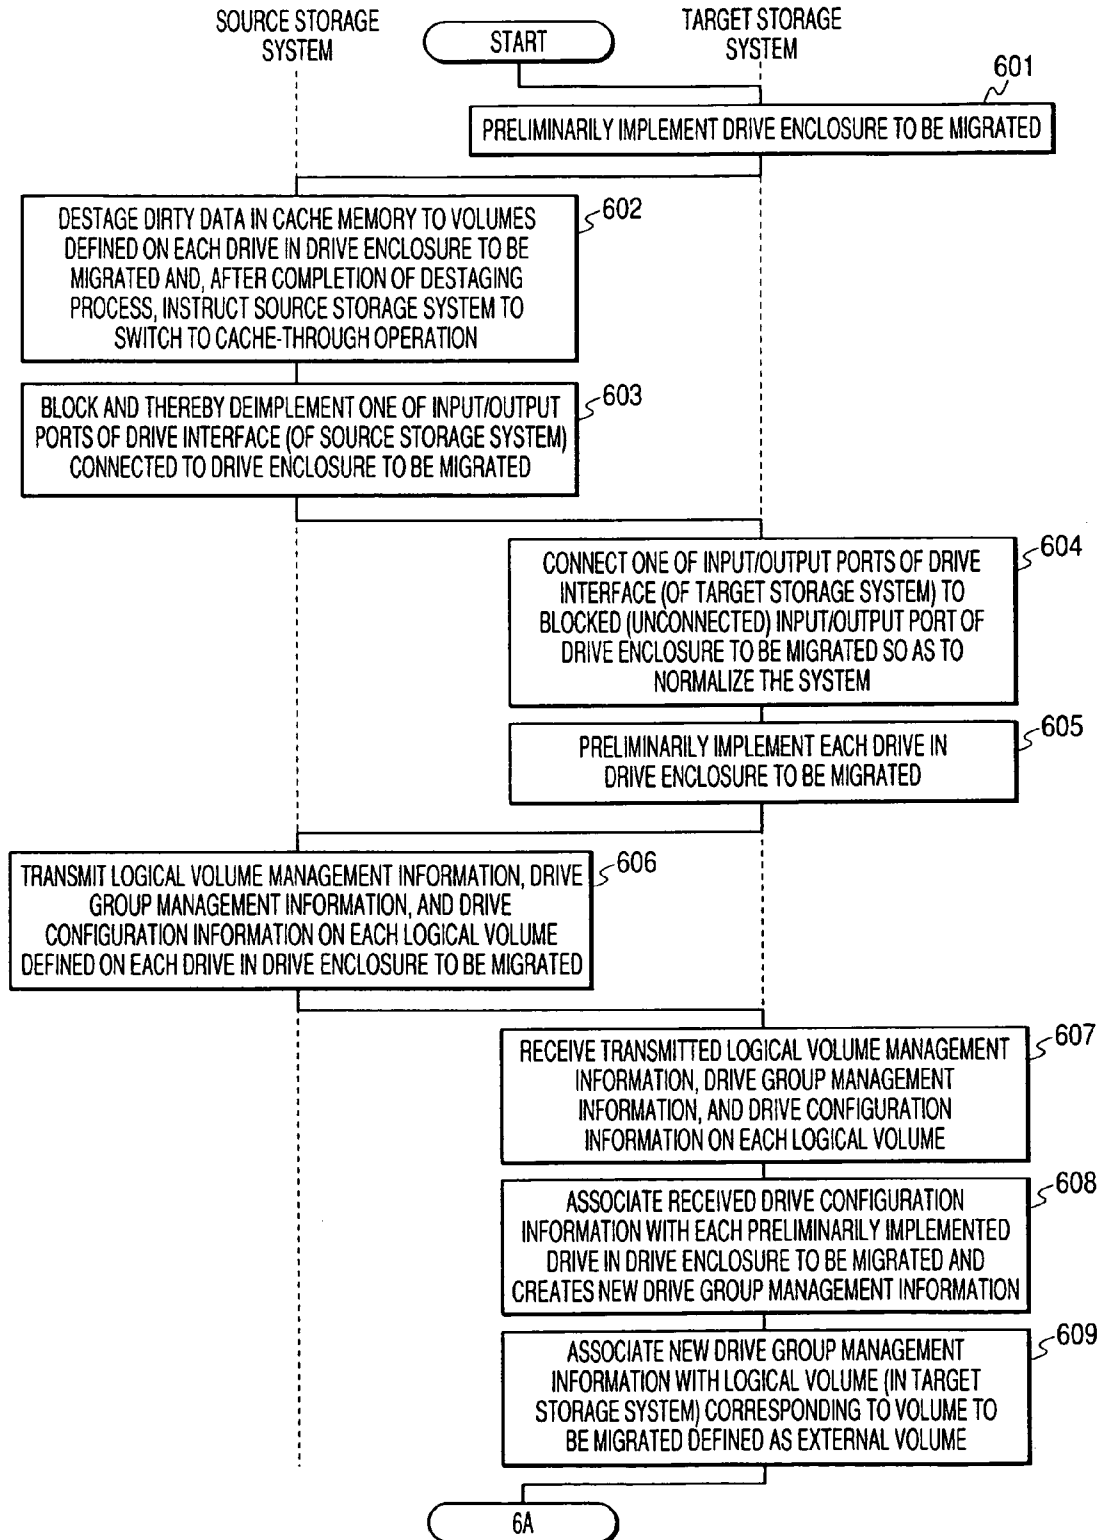 SOURCE STORAGE
SYSTEM
START
TARGET STORAGE
SYSTEM
601
PRELIMINARILY IMPLEMENT DRIVE ENCLOSURE TO BE MIGRATED
602
DESTAGE DIRTY DATA IN CACHE MEMORY TO VOLUMES
DEFINED ON EACH DRIVE IN DRIVE ENCLOSURE TO BE
MIGRATED AND, AFTER COMPLETION OF DESTAGING
PROCESS, INSTRUCT SOURCE STORAGE SYSTEM TO
SWITCH TO CACHE-THROUGH OPERATION
603
BLOCK AND THEREBY DEIMPLEMENT ONE OF INPUT/OUTPUT
PORTS OF DRIVE INTERFACE (OF SOURCE STORAGE SYSTEM)
CONNECTED TO DRIVE ENCLOSURE TO BE MIGRATED
604
CONNECT ONE OF INPUT/OUTPUT PORTS OF DRIVE
INTERFACE (OF TARGET STORAGE SYSTEM) TO
BLOCKED (UNCONNECTED) INPUT/OUTPUT PORT OF
DRIVE ENCLOSURE TO BE MIGRATED SO AS TO
NORMALIZE THE SYSTEM
605
PRELIMINARILY IMPLEMENT EACH DRIVE IN
DRIVE ENCLOSURE TO BE MIGRATED
606
TRANSMIT LOGICAL VOLUME MANAGEMENT INFORMATION, DRIVE
GROUP MANAGEMENT INFORMATION, AND DRIVE
CONFIGURATION INFORMATION ON EACH LOGICAL VOLUME
DEFINED ON EACH DRIVE IN DRIVE ENCLOSURE TO BE MIGRATED
607
RECEIVE TRANSMITTED LOGICAL VOLUME MANAGEMENT
INFORMATION, DRIVE GROUP MANAGEMENT
INFORMATION, AND DRIVE CONFIGURATION
INFORMATION ON EACH LOGICAL VOLUME
608
ASSOCIATE RECEIVED DRIVE CONFIGURATION
INFORMATION WITH EACH PRELIMINARILY IMPLEMENTED
DRIVE IN DRIVE ENCLOSURE TO BE MIGRATED AND
CREATES NEW DRIVE GROUP MANAGEMENT INFORMATION
609
ASSOCIATE NEW DRIVE GROUP MANAGEMENT
INFORMATION WITH LOGICAL VOLUME (IN TARGET
STORAGE SYSTEM) CORRESPONDING TO VOLUME TO
BE MIGRATED DEFINED AS EXTERNAL VOLUME
6A